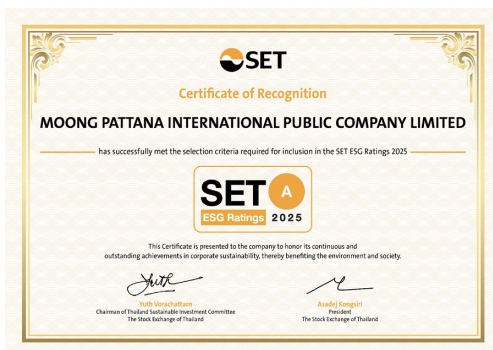 SET
Certificate of Recognition
MOONG PATTANA INTERNATIONAL PUBLIC COMPANY LIMITED
has successfully met the selection criteria required for inclusion in the SET ESG Ratings 2025
SET A
ESG Ratings 2025
This Certificate is presented to the company to honor its continuous and
outstanding achievements in corporate sustainability, thereby benefiting the environment and society.
Yuth
Yuth Vorachattarn
Chairman of Thailand Sustainable Investment Committee
The Stock Exchange of Thailand
Asadej Kongsiri
President
The Stock Exchange of Thailand